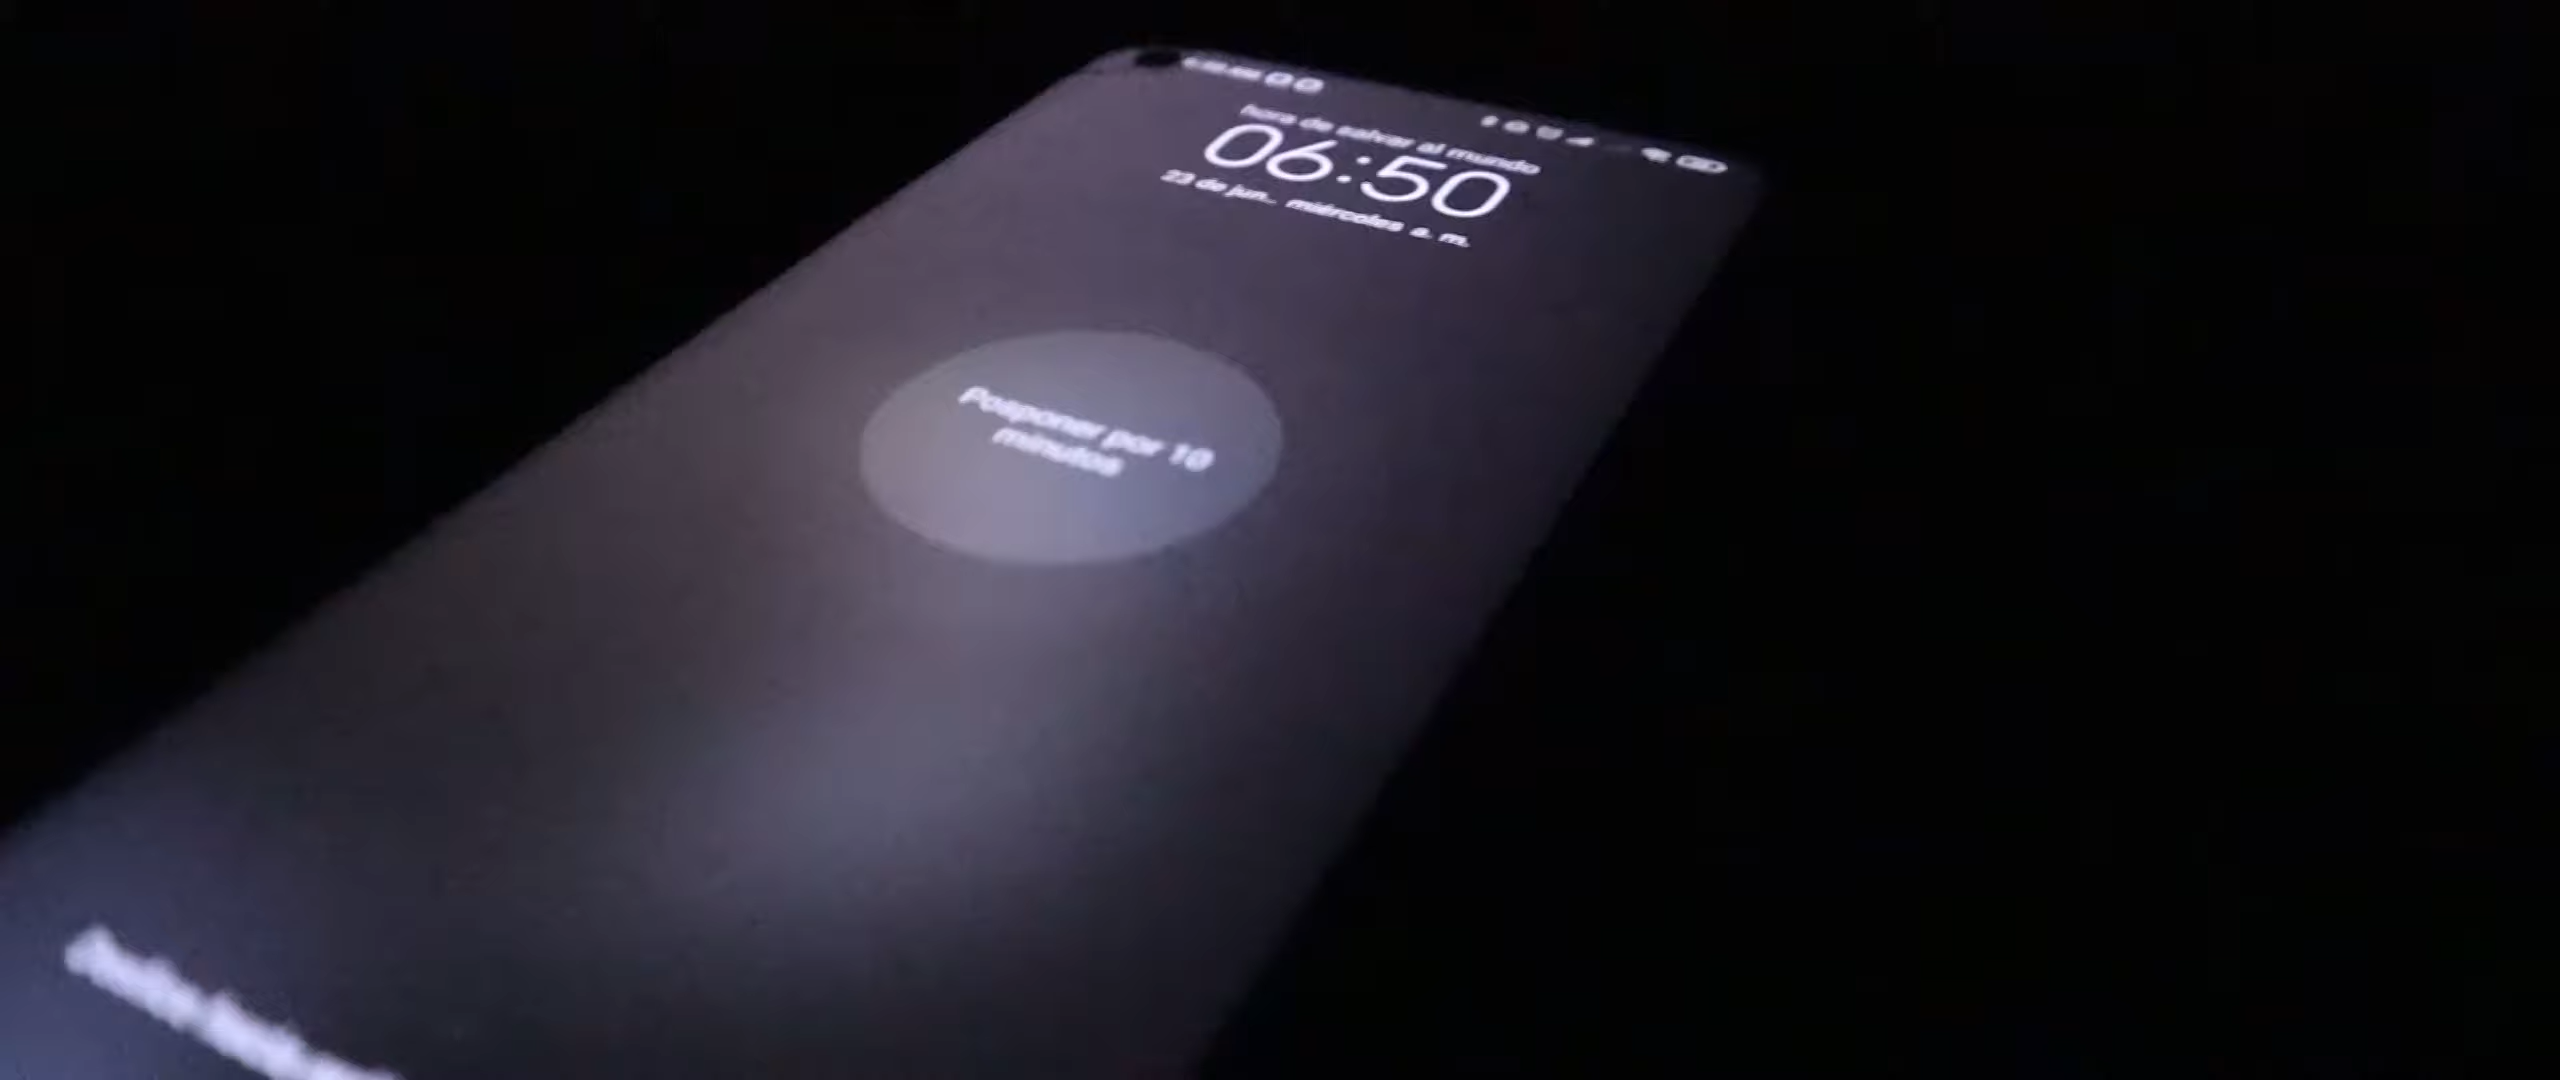 hora de salvar al mundo
06:50
23 de jun., miércoles a. m.
Posponer por 10
minutos